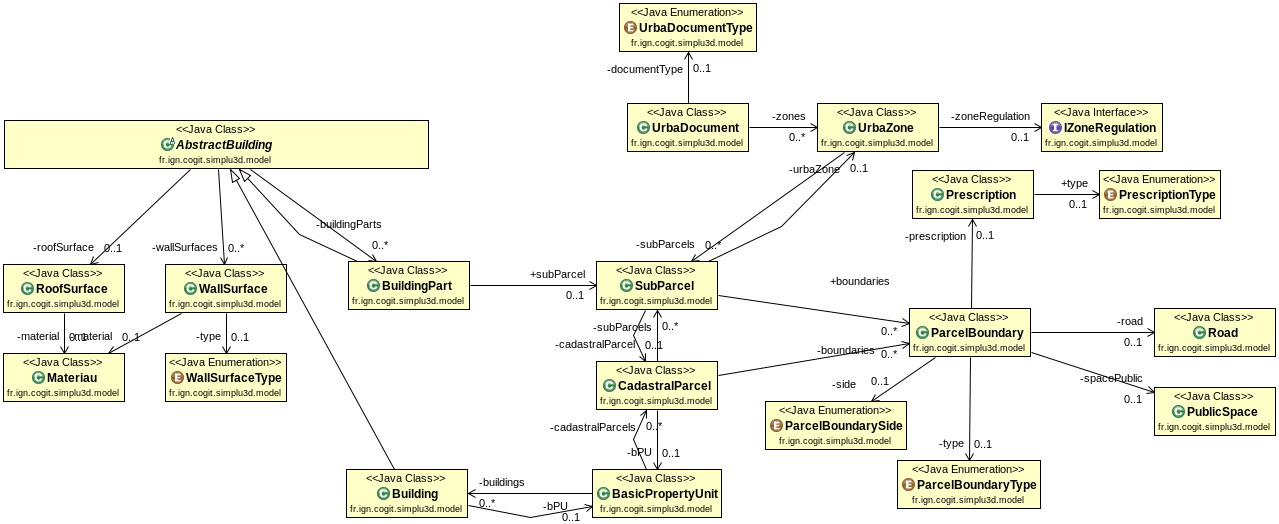 <<Java Enumeration>>
UrbaDocumentType
fr.ign.cogit.simplu3d.model
-documentType
0..1
<<Java Class>>
UrbaDocument
fr.ign.cogit.simplu3d.model
-zones
0..*
<<Java Class>>
UrbaZone
fr.ign.cogit.simplu3d.model
-zoneRegulation
0..1
<<Java Interface>>
IZoneRegulation
fr.ign.cogit.simplu3d.model
<<Java Class>>
AbstractBuilding
fr.ign.cogit.simplu3d.model
-urbaZone
0..1
<<Java Class>>
Prescription
fr.ign.cogit.simplu3d.model
+type
0..1
<<Java Enumeration>>
PrescriptionType
fr.ign.cogit.simplu3d.model
-buildingParts
0..*
-roofSurface
0..1
-wallSurfaces
0..*
-subParcels
0..*
-prescription
0..1
<<Java Class>>
RoofSurface
fr.ign.cogit.simplu3d.model
<<Java Class>>
WallSurface
fr.ign.cogit.simplu3d.model
<<Java Class>>
BuildingPart
fr.ign.cogit.simplu3d.model
+subParcel
0..1
<<Java Class>>
SubParcel
fr.ign.cogit.simplu3d.model
+boundaries
0..*
<<Java Class>>
ParcelBoundary
fr.ign.cogit.simplu3d.model
-road
0..1
<<Java Class>>
Road
fr.ign.cogit.simplu3d.model
-material
0..1
-material
0..1
-type
0..1
-subParcels
0..*
-cadastralParcel
0..1
-boundaries
0..*
<<Java Class>>
Materiau
fr.ign.cogit.simplu3d.model
<<Java Enumeration>>
WallSurfaceType
fr.ign.cogit.simplu3d.model
<<Java Class>>
CadastralParcel
fr.ign.cogit.simplu3d.model
-side
0..1
-spacePublic
0..1
<<Java Class>>
PublicSpace
fr.ign.cogit.simplu3d.model
<<Java Enumeration>>
ParcelBoundarySide
fr.ign.cogit.simplu3d.model
-cadastralParcels
0..*
-bPU
0..1
-type
0..1
<<Java Class>>
Building
fr.ign.cogit.simplu3d.model
-buildings
0..*
-bPU
0..1
<<Java Class>>
BasicPropertyUnit
fr.ign.cogit.simplu3d.model
<<Java Enumeration>>
ParcelBoundaryType
fr.ign.cogit.simplu3d.model